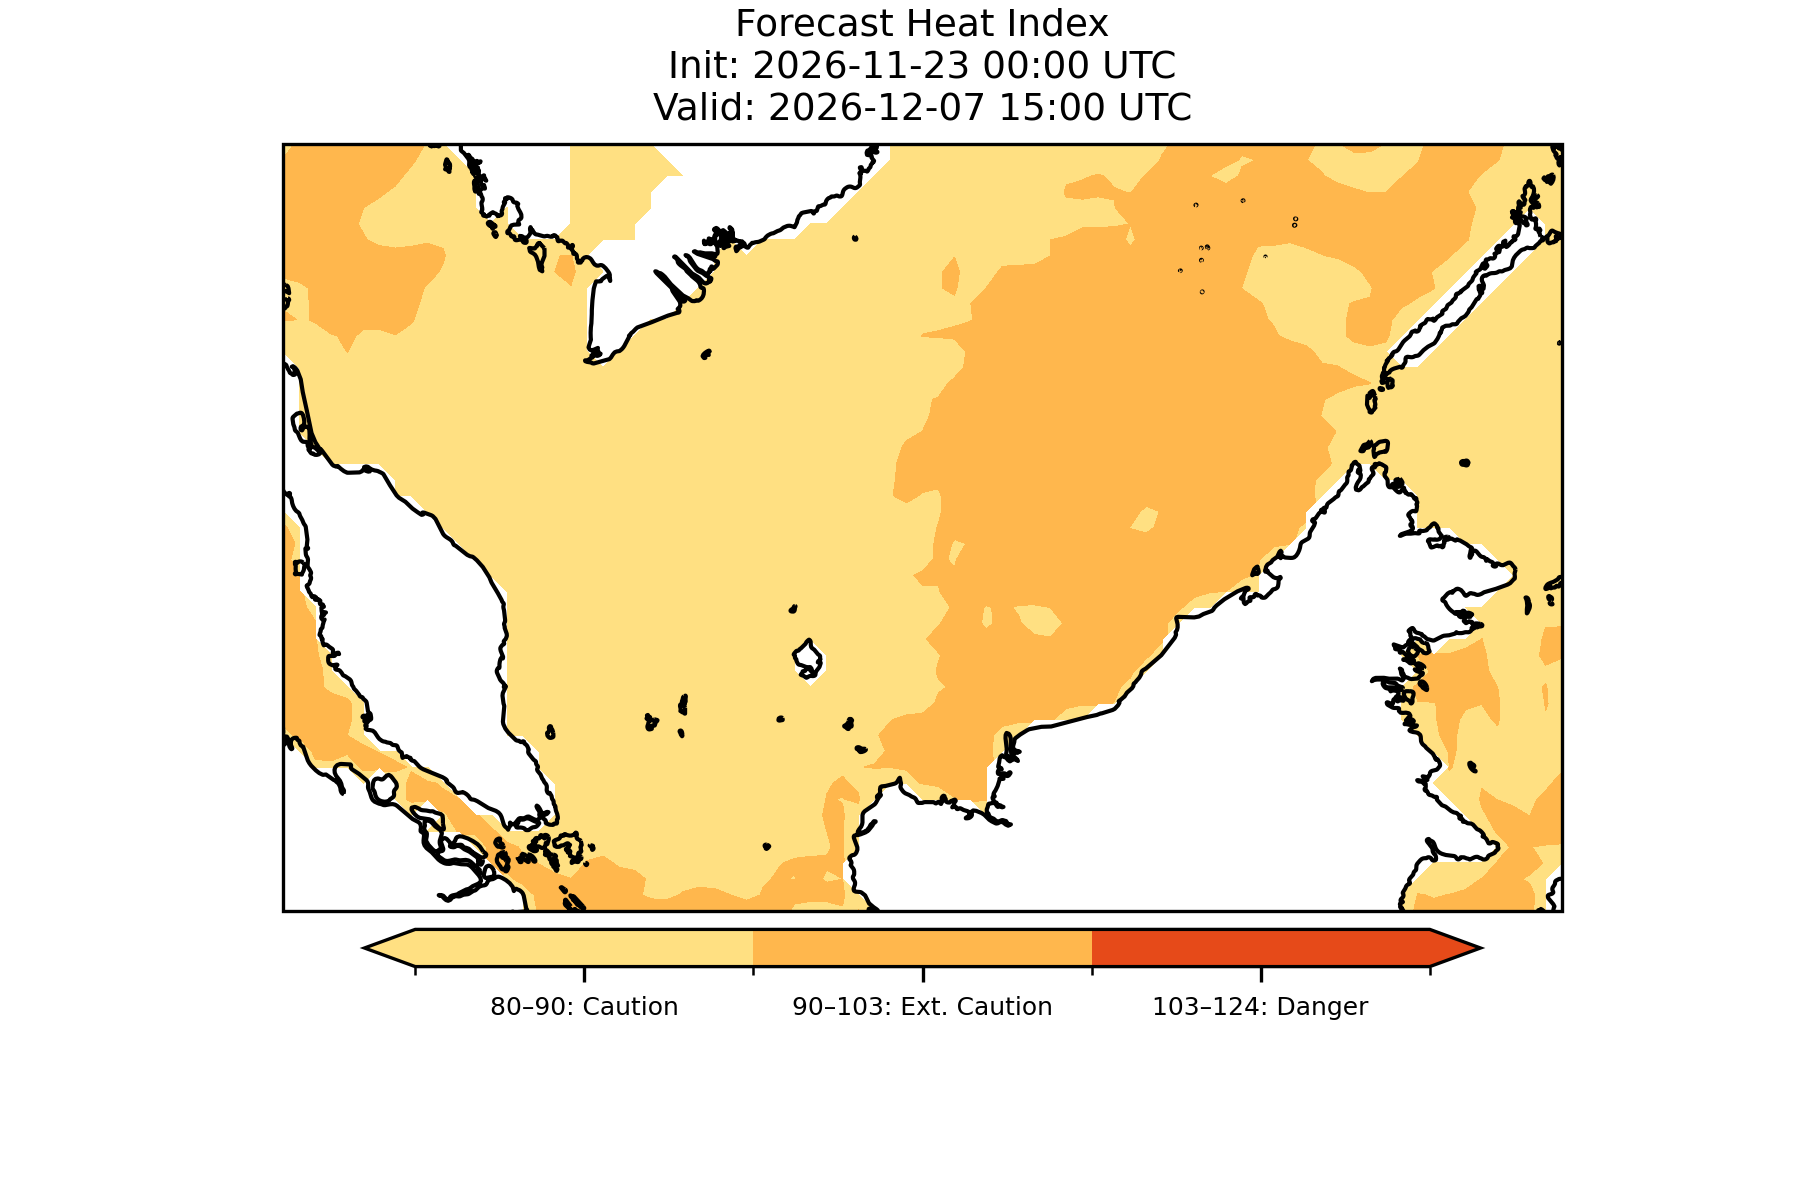 Forecast Heat Index
Init: 2026-11-23 00:00 UTC
Valid: 2026-12-07 15:00 UTC
80–90: Caution
90–103: Ext. Caution
103–124: Danger